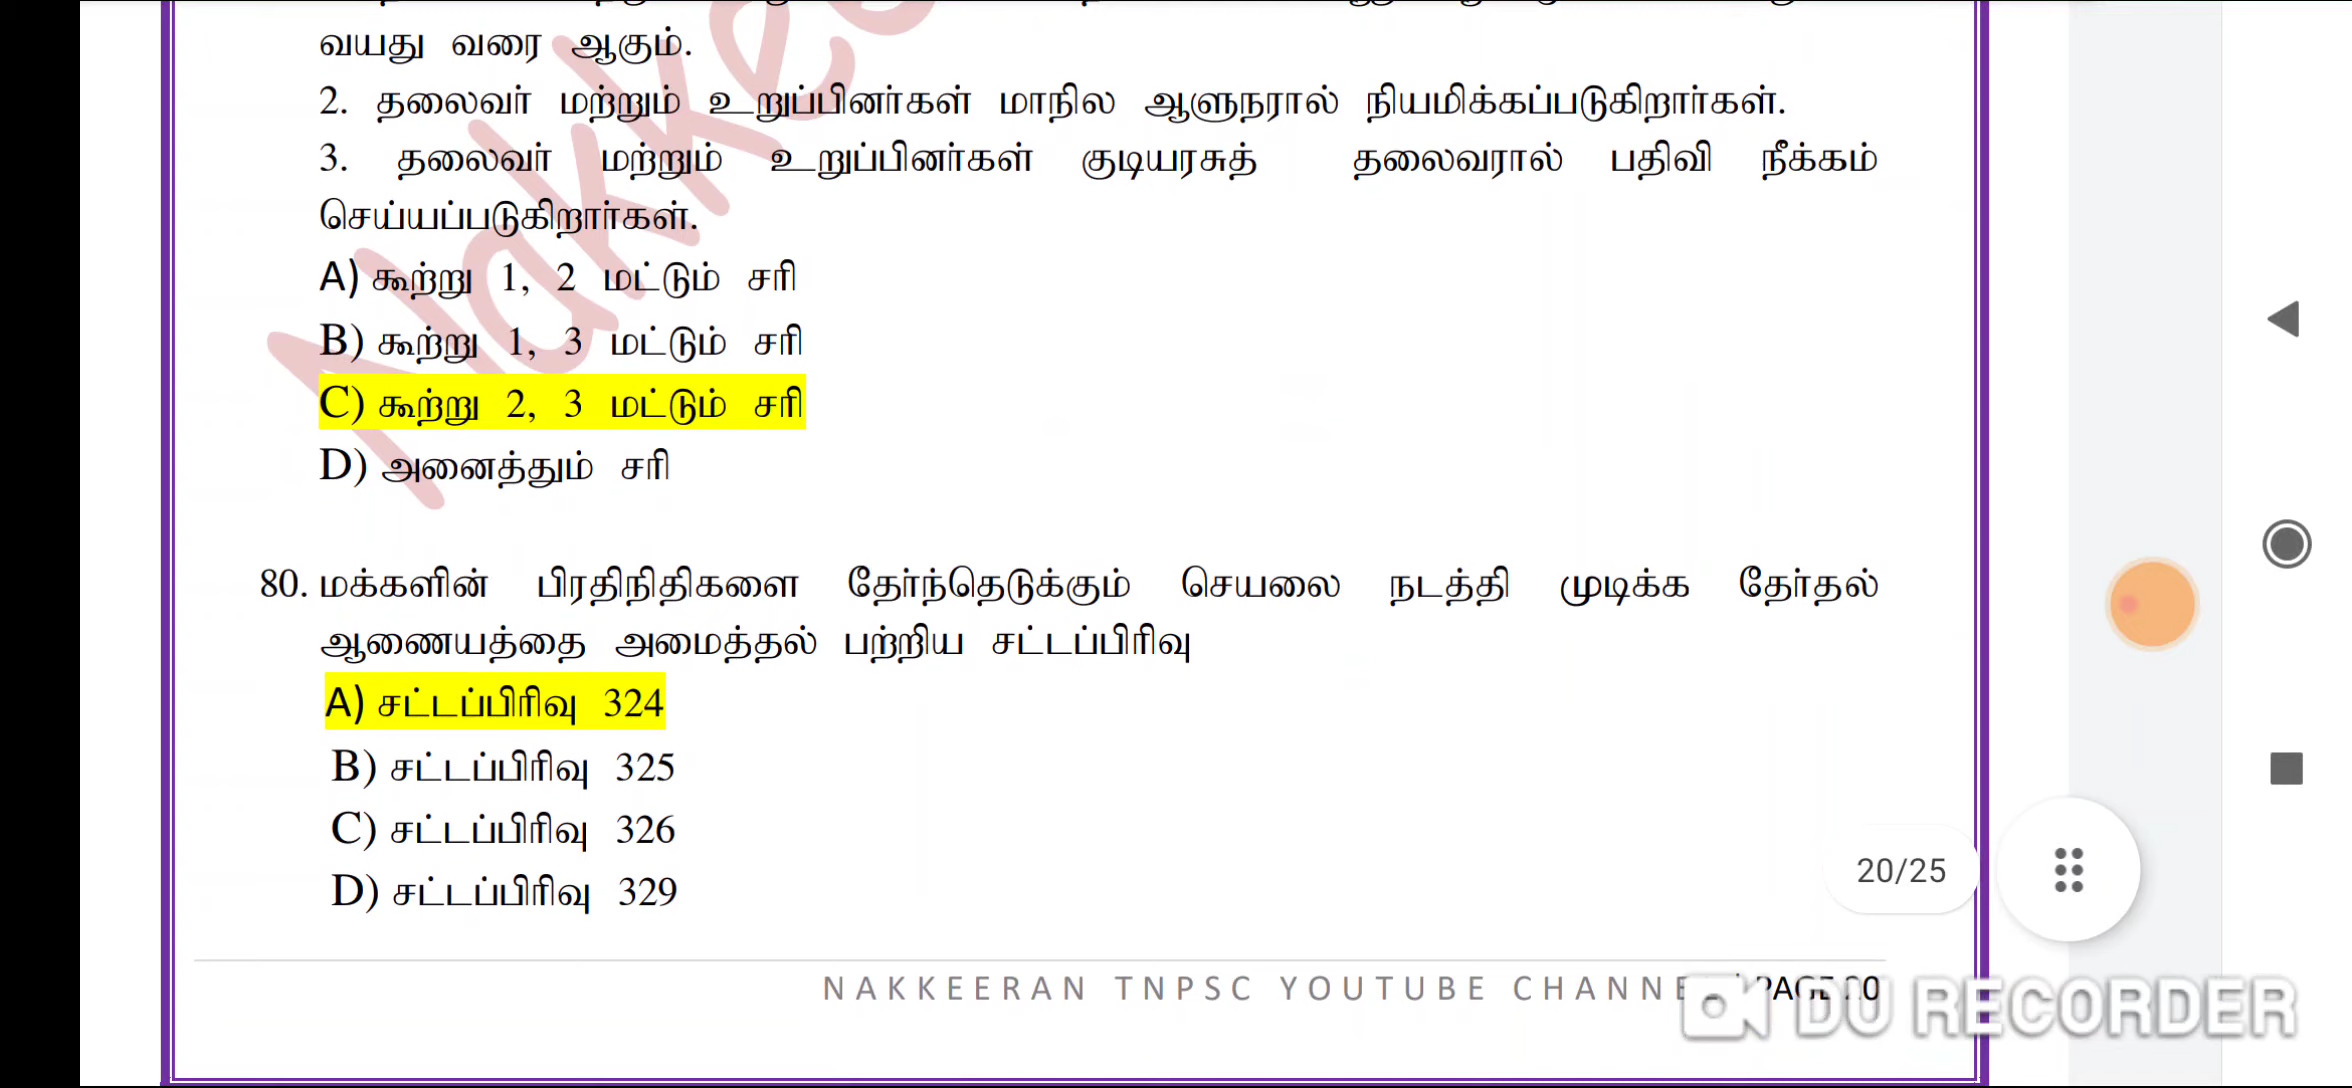 வயது வரை ஆகும்.
2. தலைவர் மற்றும் உறுப்பினர்கள் மாநில ஆளுநரால் நியமிக்கப்படுகிறார்கள்.
3. தலைவர் மற்றும் உறுப்பினர்கள் குடியரசுத் தலைவரால் பதிவி நீக்கம்
செய்யப்படுகிறார்கள்.
A) கூற்று 1, 2 மட்டும் சரி
B) கூற்று 1, 3 மட்டும் சரி
C) கூற்று 2, 3 மட்டும் சரி
D) அனைத்தும் சரி
80. மக்களின் பிரதிநிதிகளை தேர்ந்தெடுக்கும் செயலை நடத்தி முடிக்க தேர்தல்
ஆணையத்தை அமைத்தல் பற்றிய சட்டப்பிரிவு
A) சட்டப்பிரிவு 324
B) சட்டப்பிரிவு 325
C) சட்டப்பிரிவு 326
D) சட்டப்பிரிவு 329
20/25
NAKKEERAN TNPSC YOUTUBE CHANNEL PAGE 20
DU RECORDER